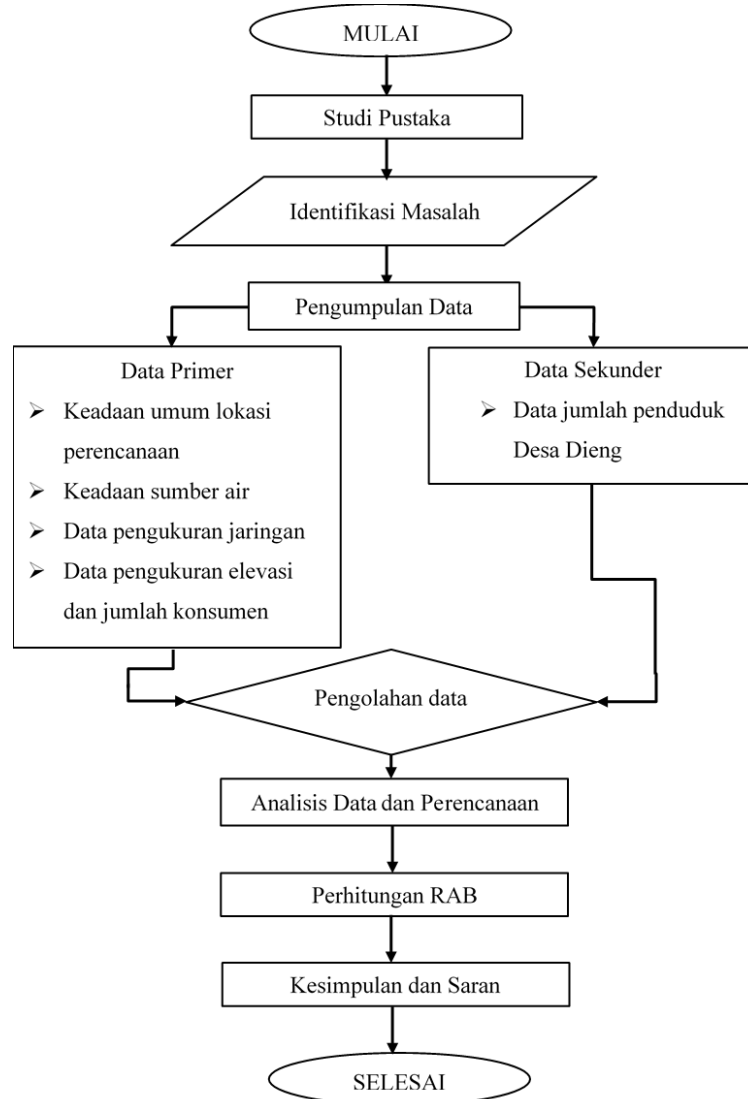 MULAI
Studi Pustaka
Identifikasi Masalah
Pengumpulan Data
Data Primer
➢ Keadaan umum lokasi
perencanaan
➢ Keadaan sumber air
➢ Data pengukuran jaringan
➢ Data pengukuran elevasi
dan jumlah konsumen
Data Sekunder
➢ Data jumlah penduduk
Desa Dieng
Pengolahan data
Analisis Data dan Perencanaan
Perhitungan RAB
Kesimpulan dan Saran
SELESAI